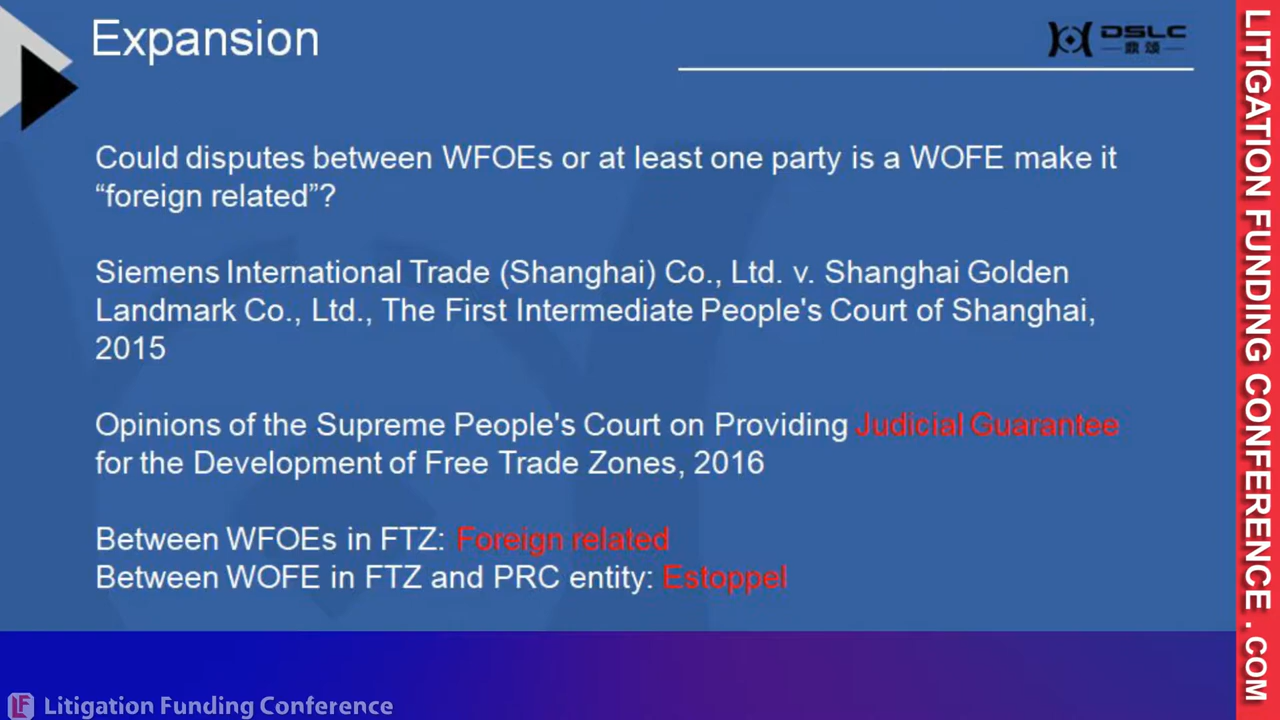 Expansion
DSLC
鼎颂
Could disputes between WFOEs or at least one party is a WOFE make it
“foreign related”?
Siemens International Trade (Shanghai) Co., Ltd. v. Shanghai Golden
Landmark Co., Ltd., The First Intermediate People's Court of Shanghai,
2015
Opinions of the Supreme People's Court on Providing Judicial Guarantee
for the Development of Free Trade Zones, 2016
Between WFOEs in FTZ: Foreign related
Between WOFE in FTZ and PRC entity: Estoppel
LF Litigation Funding Conference
LITIGATION FUNDING CONFERENCE . COM